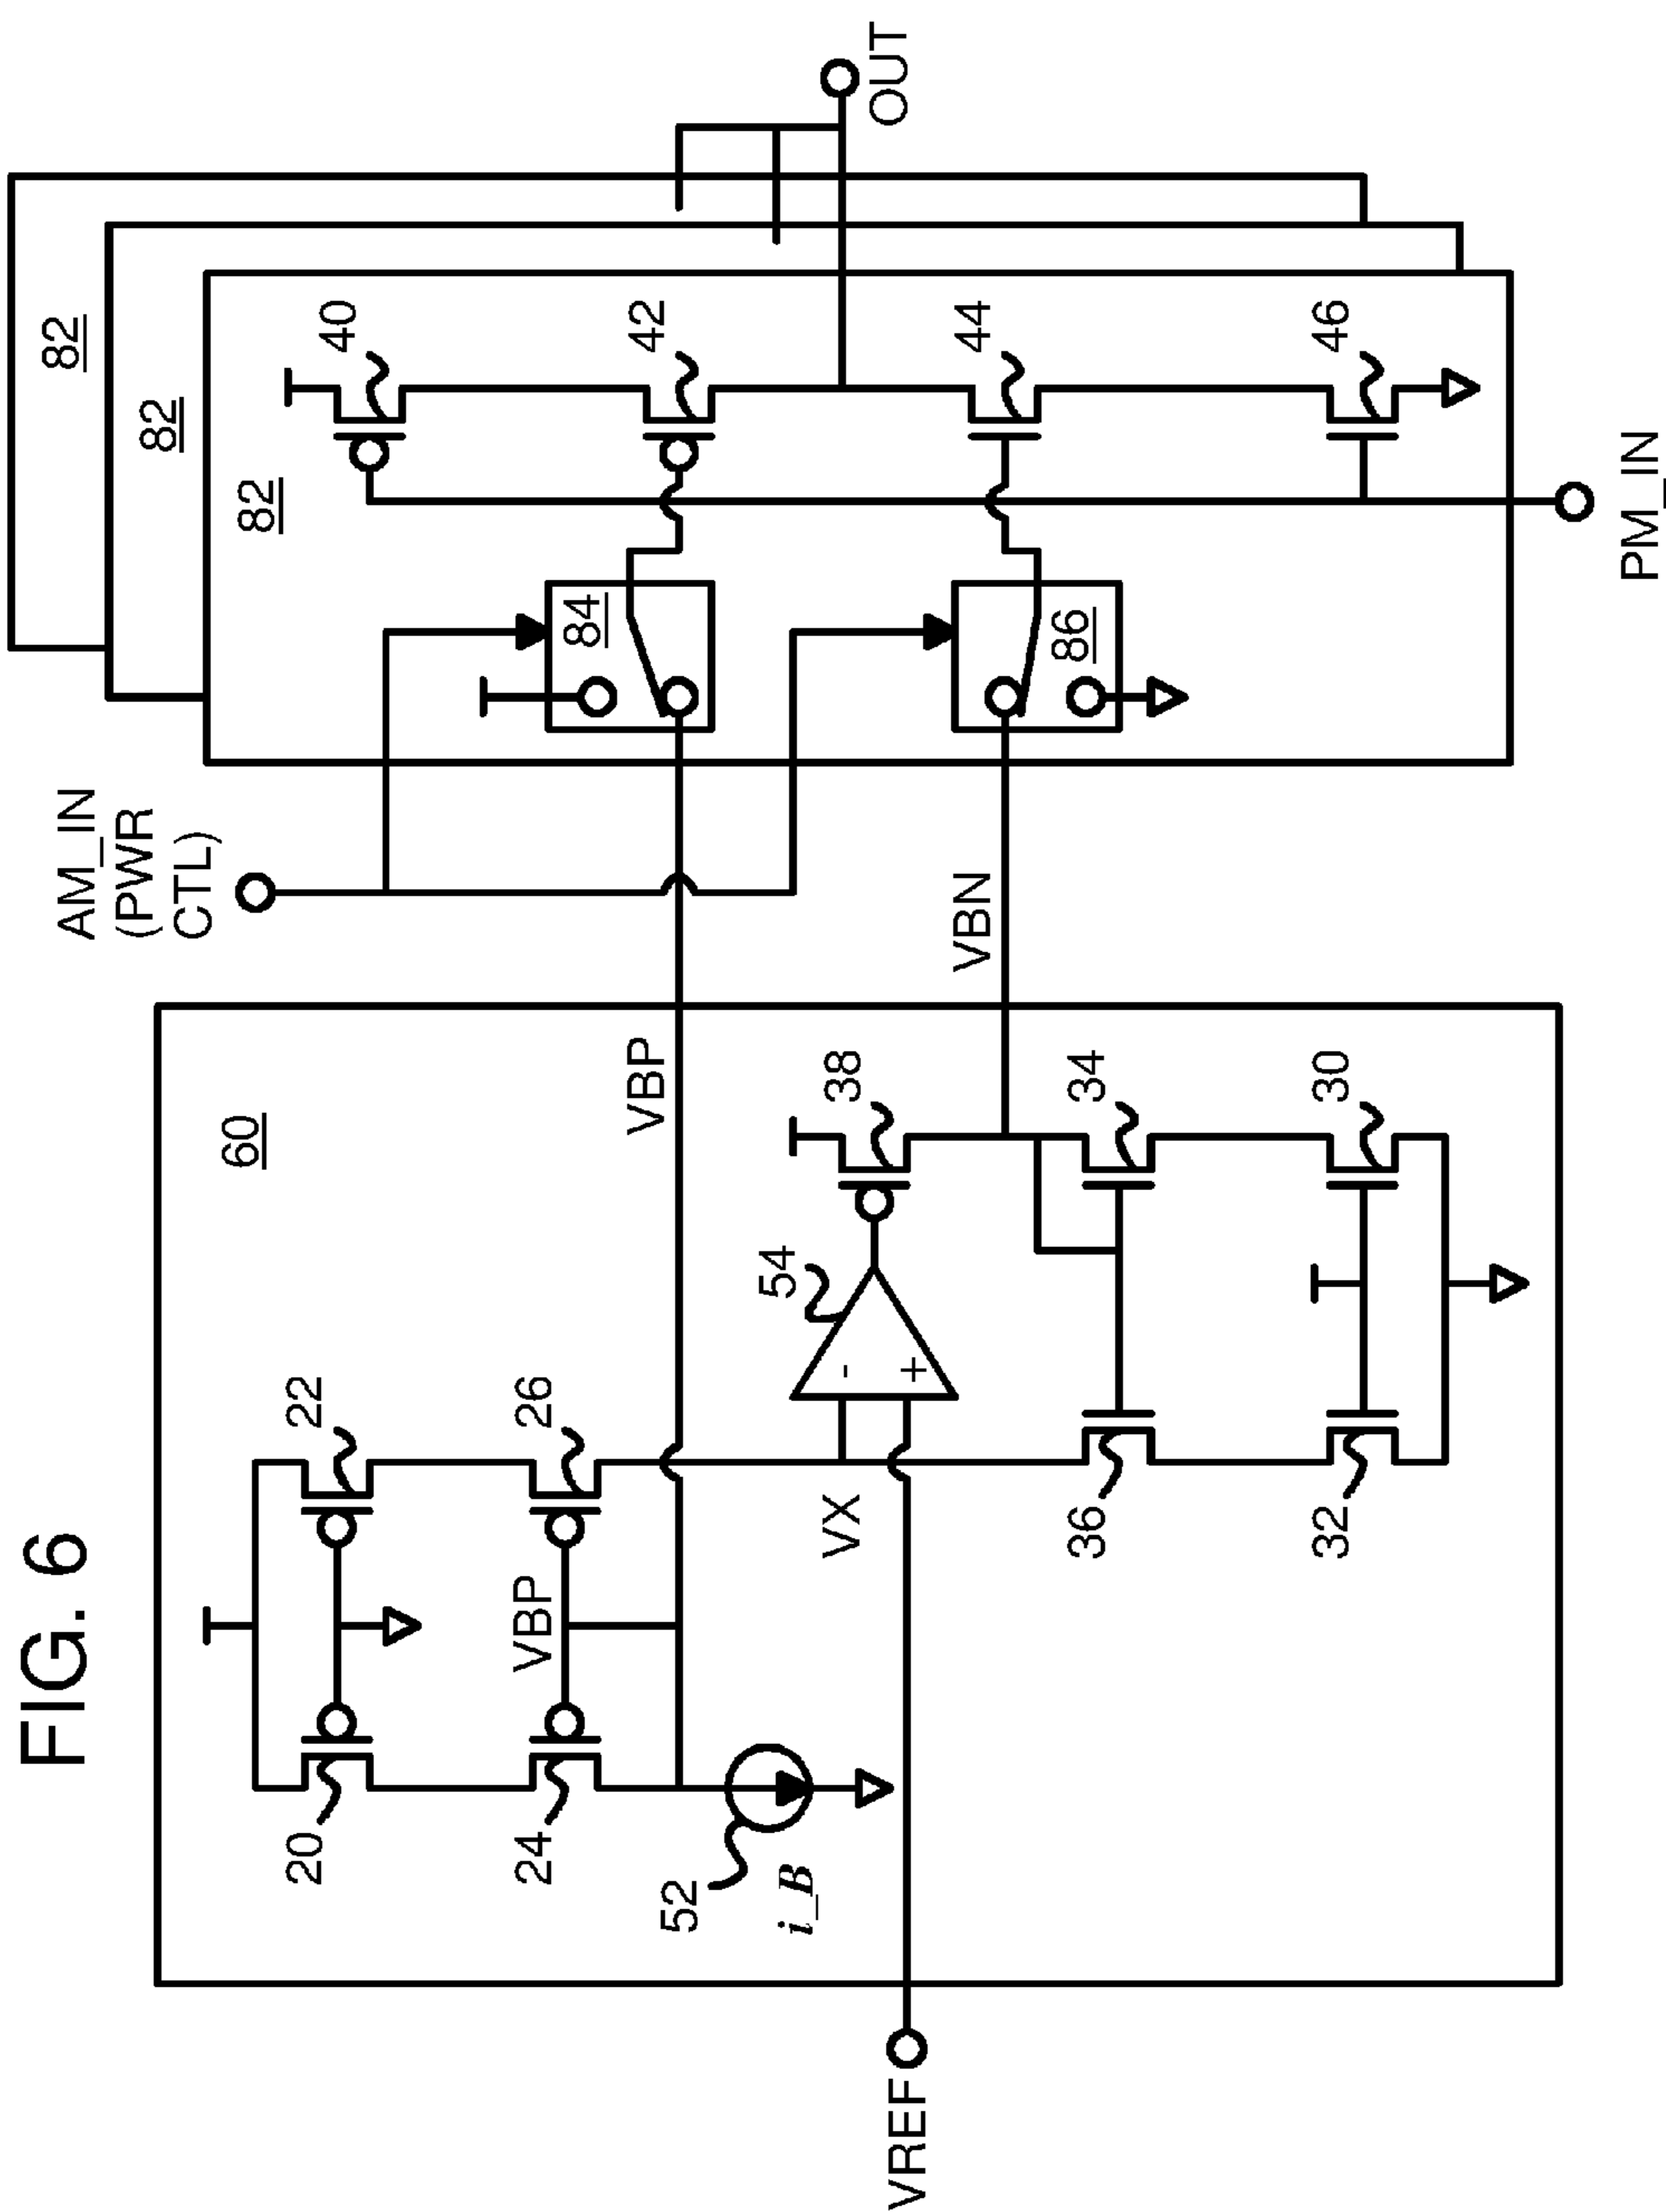 FIG. 6
AM_IN
(PWR
CTL)
82
82
82
60
20
22
24
26
VBP
VBP
52
i_B
VX
54
-
+
38
VBN
34
36
30
32
VREF
84
86
40
42
44
46
OUT
PM_IN